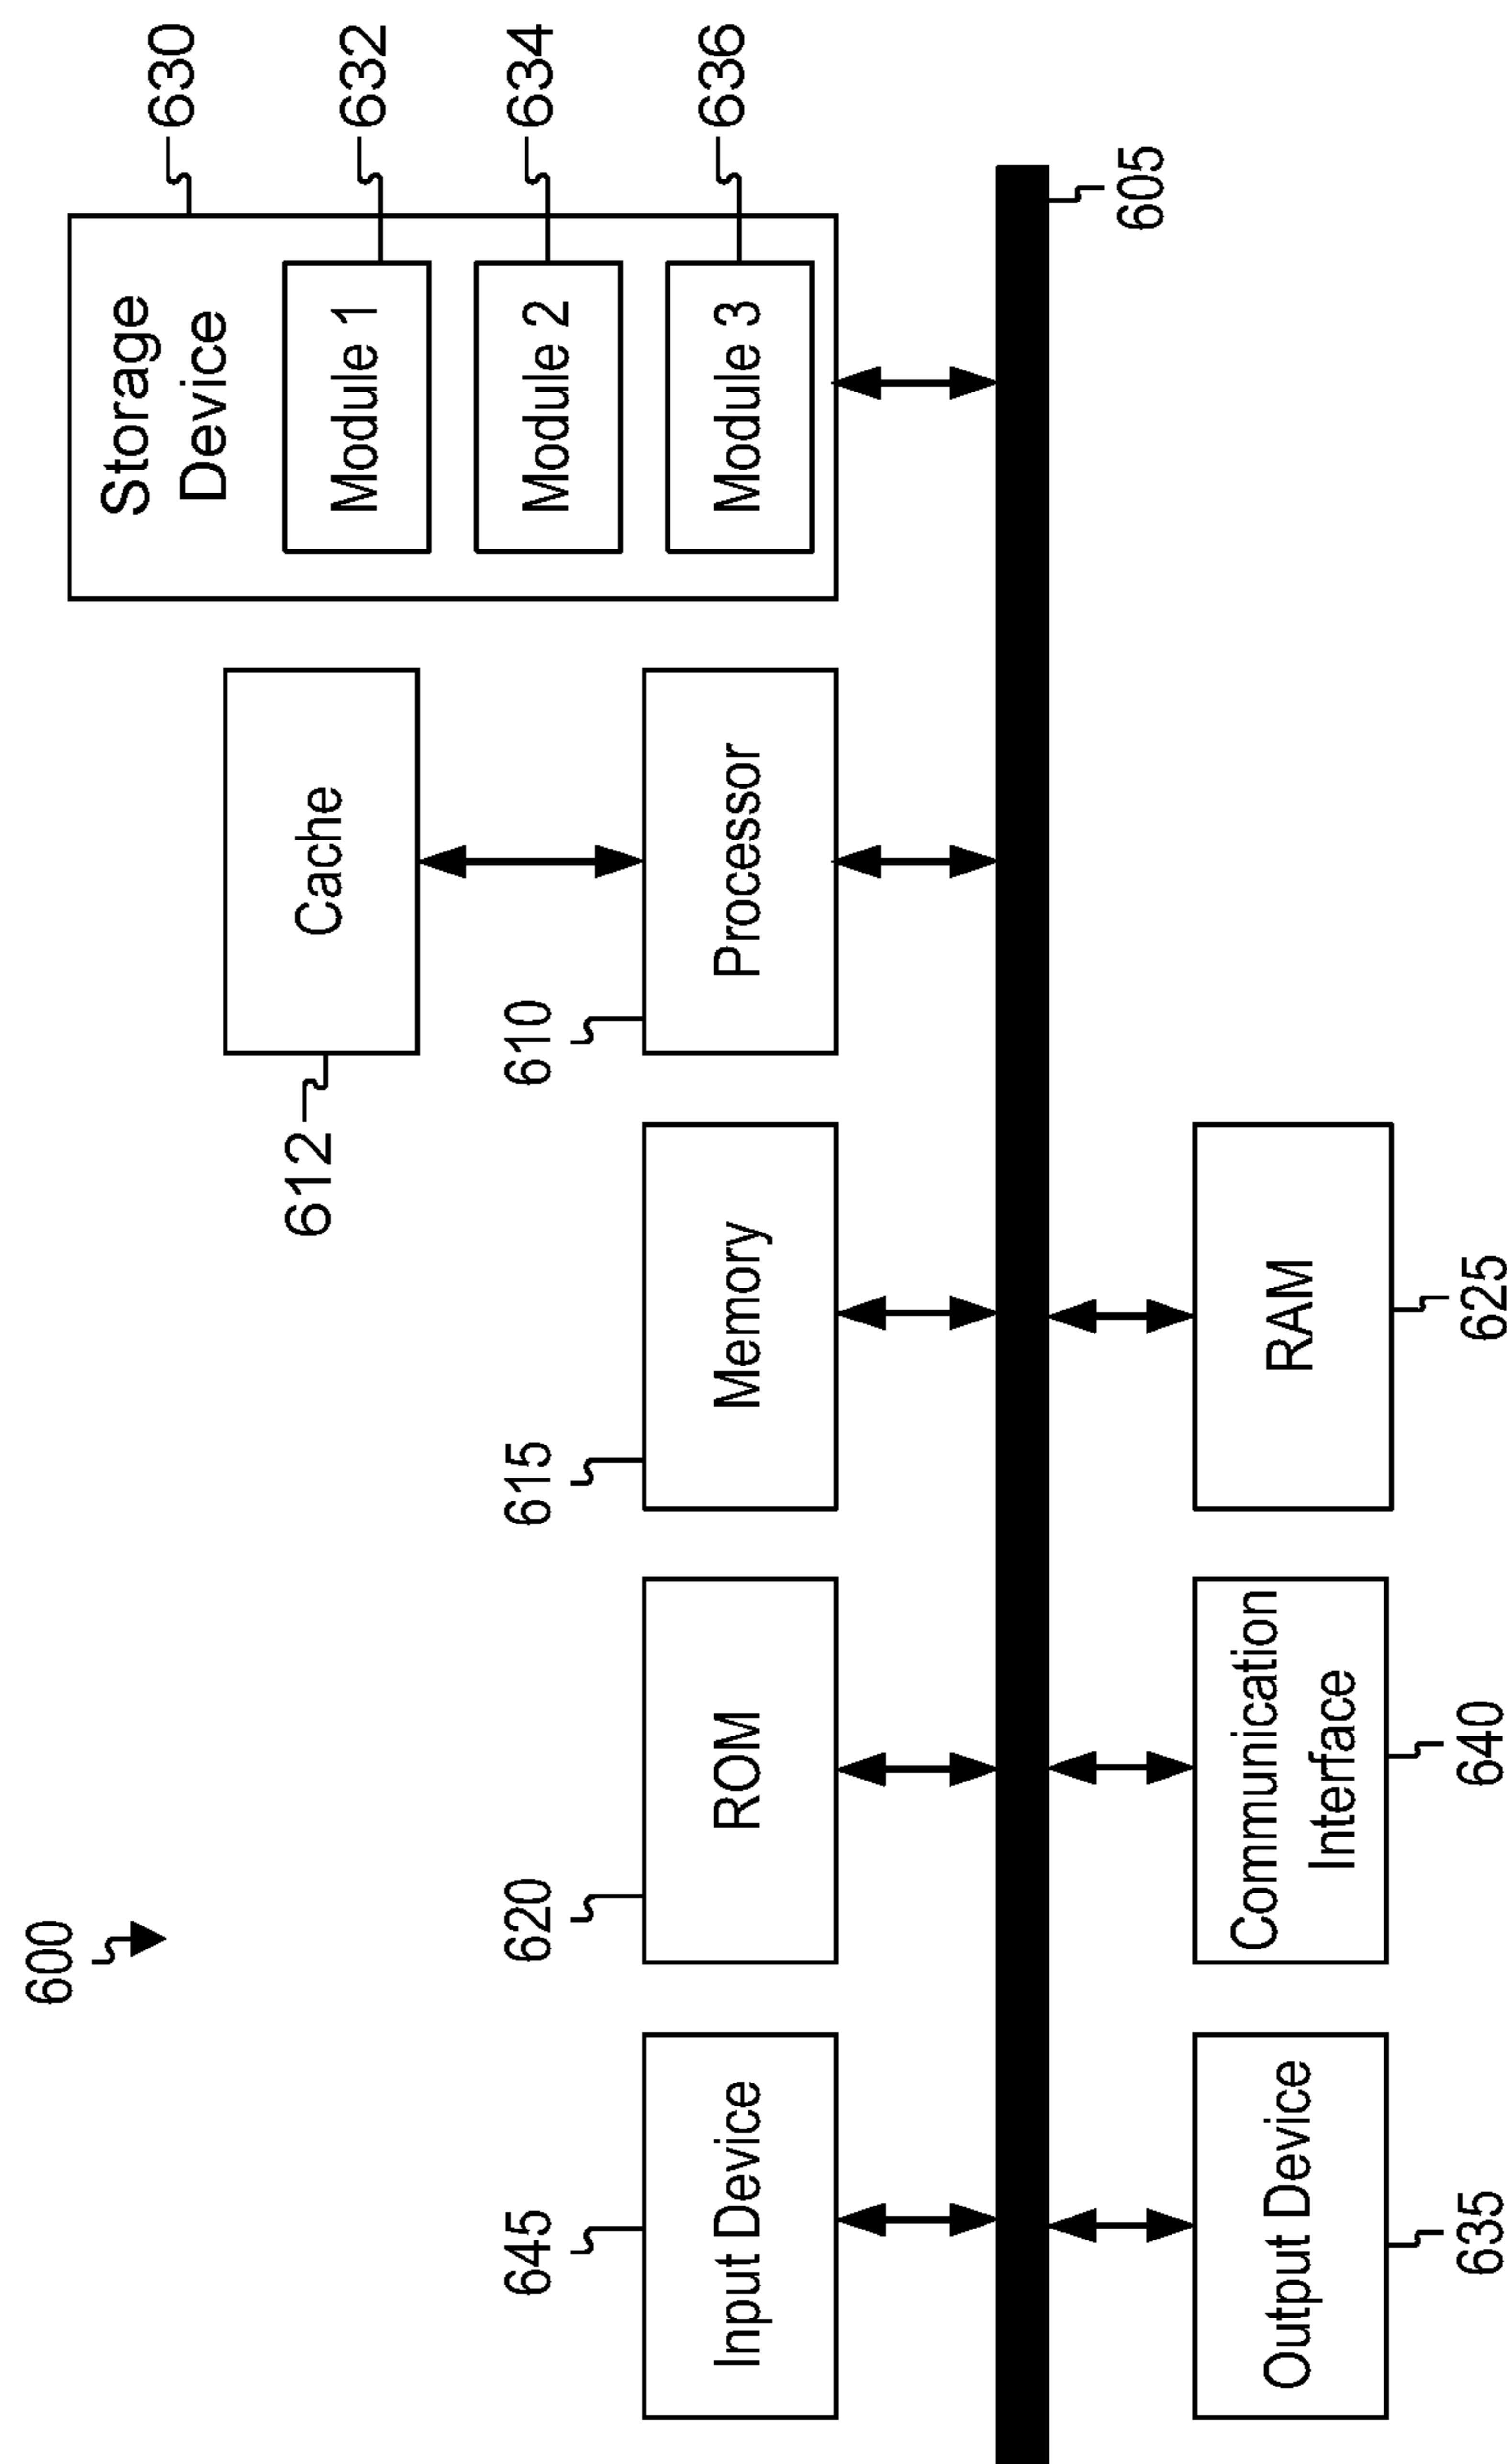 600
630
Storage
Device
632
Module 1
634
Module 2
636
Module 3
612
Cache
645
620
615
610
Input Device
ROM
Memory
Processor
605
Output Device
Communication
Interface
RAM
635
640
625